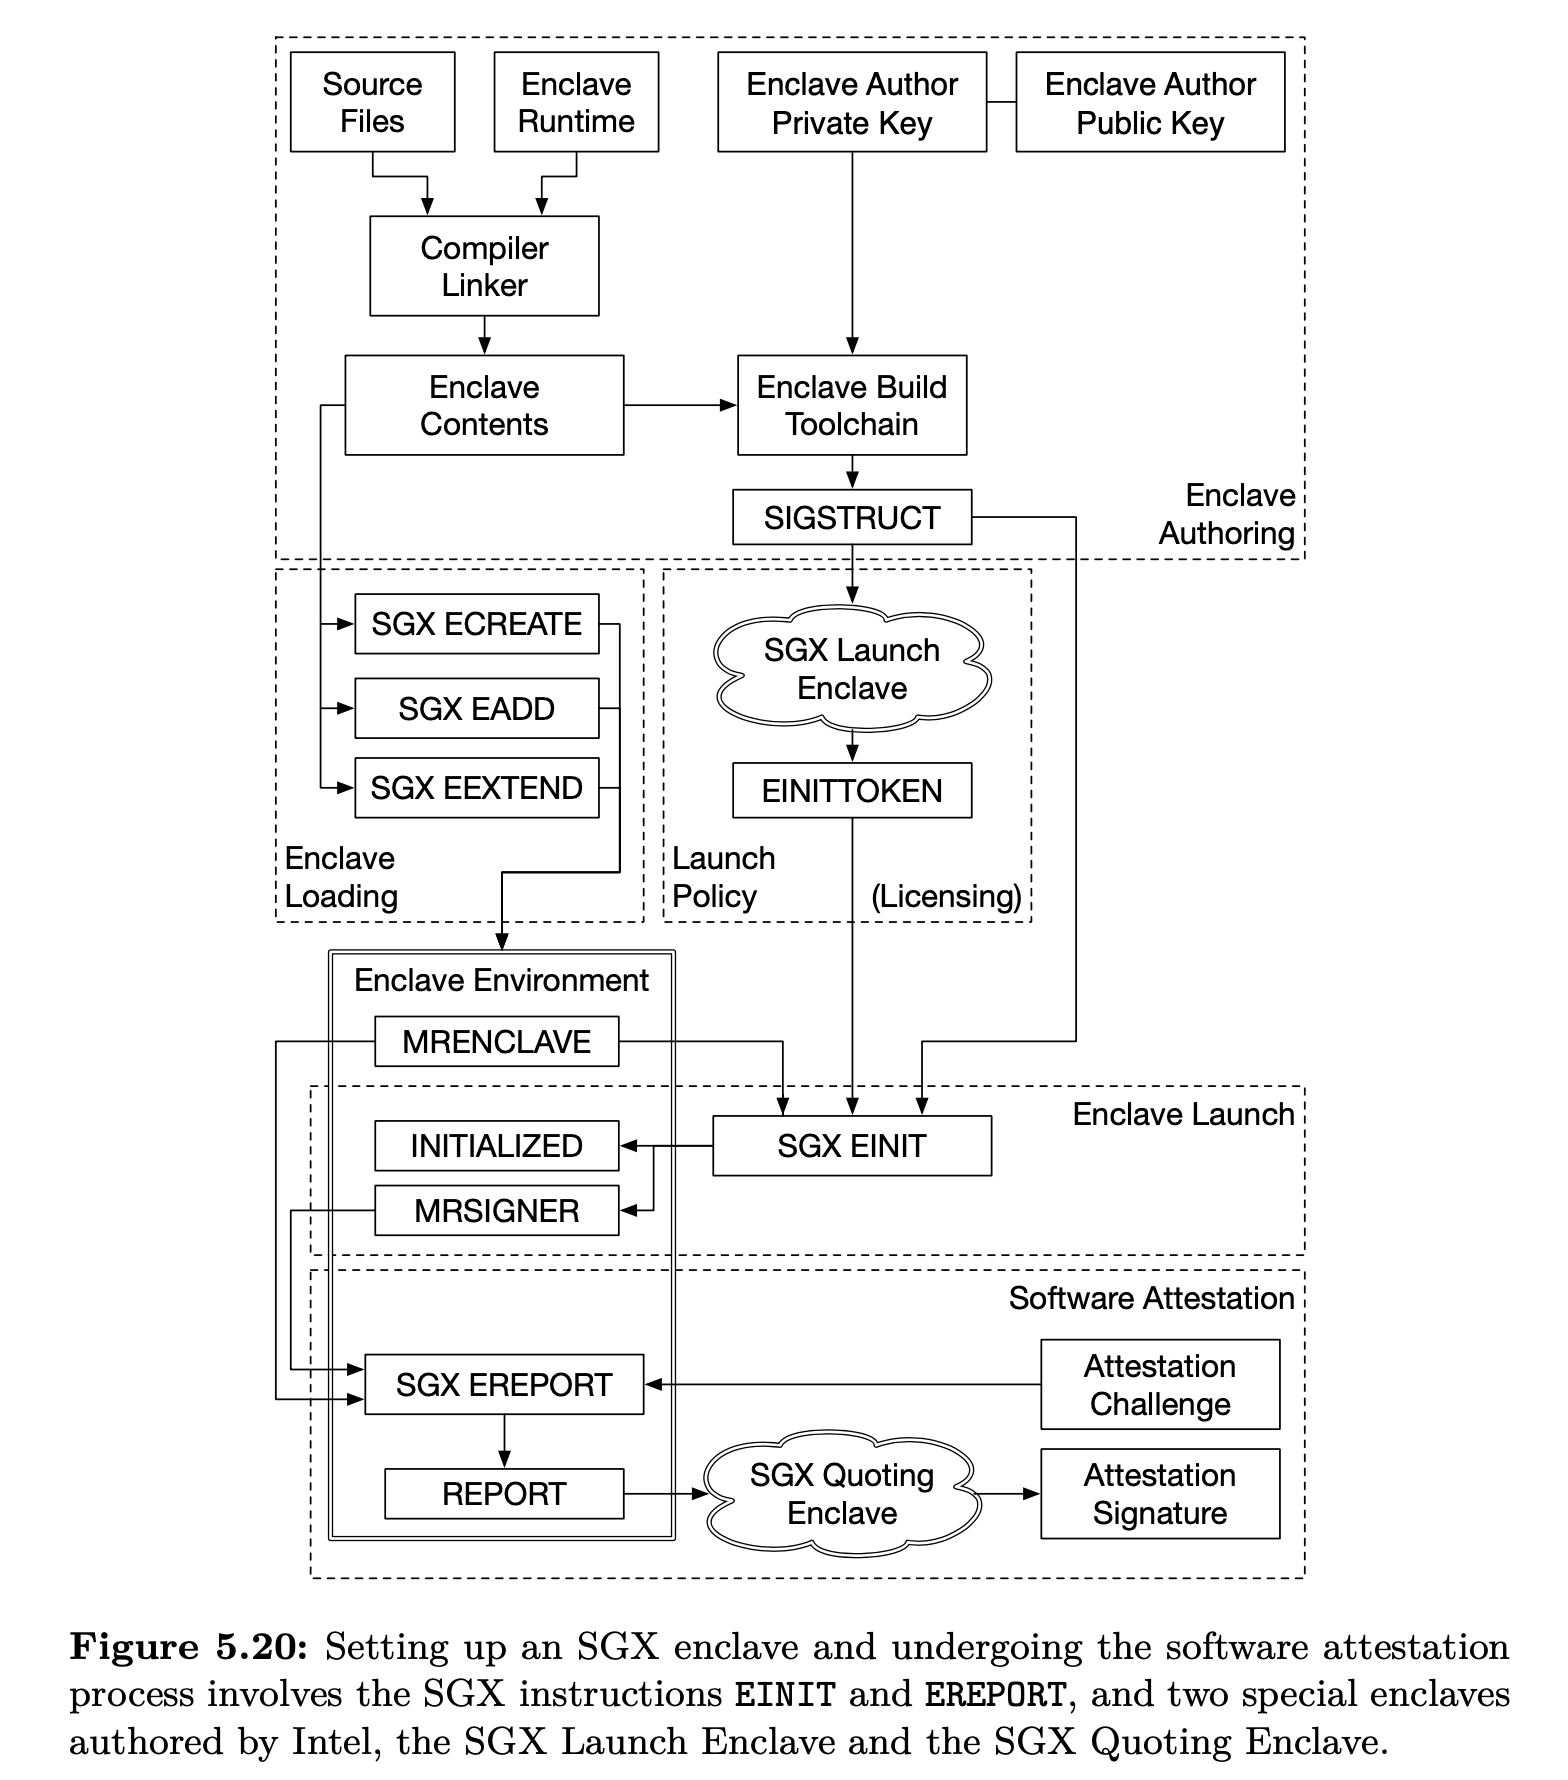 Source
Files
Enclave
Runtime
Enclave Author
Private Key
Enclave Author
Public Key
Compiler
Linker
Enclave
Contents
Enclave Build
Toolchain
SIGSTRUCT
Enclave
Authoring
SGX ECREATE
SGX EADD
SGX EEXTEND
Enclave
Loading
SGX Launch
Enclave
EINITTOKEN
Launch
Policy
(Licensing)
Enclave Environment
MRENCLAVE
Enclave Launch
INITIALIZED
SGX EINIT
MRSIGNER
Software Attestation
SGX EREPORT
Attestation
Challenge
REPORT
SGX Quoting
Enclave
Attestation
Signature
Figure 5.20: Setting up an SGX enclave and undergoing the software attestation
process involves the SGX instructions EINIT and EREPORT, and two special enclaves
authored by Intel, the SGX Launch Enclave and the SGX Quoting Enclave.